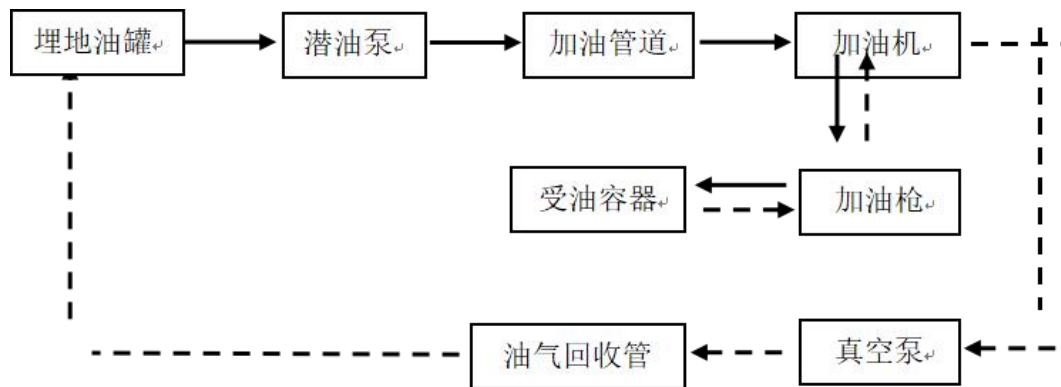 埋地油罐
潜油泵
加油管道
加油机
受油容器
加油枪
油气回收管
真空泵